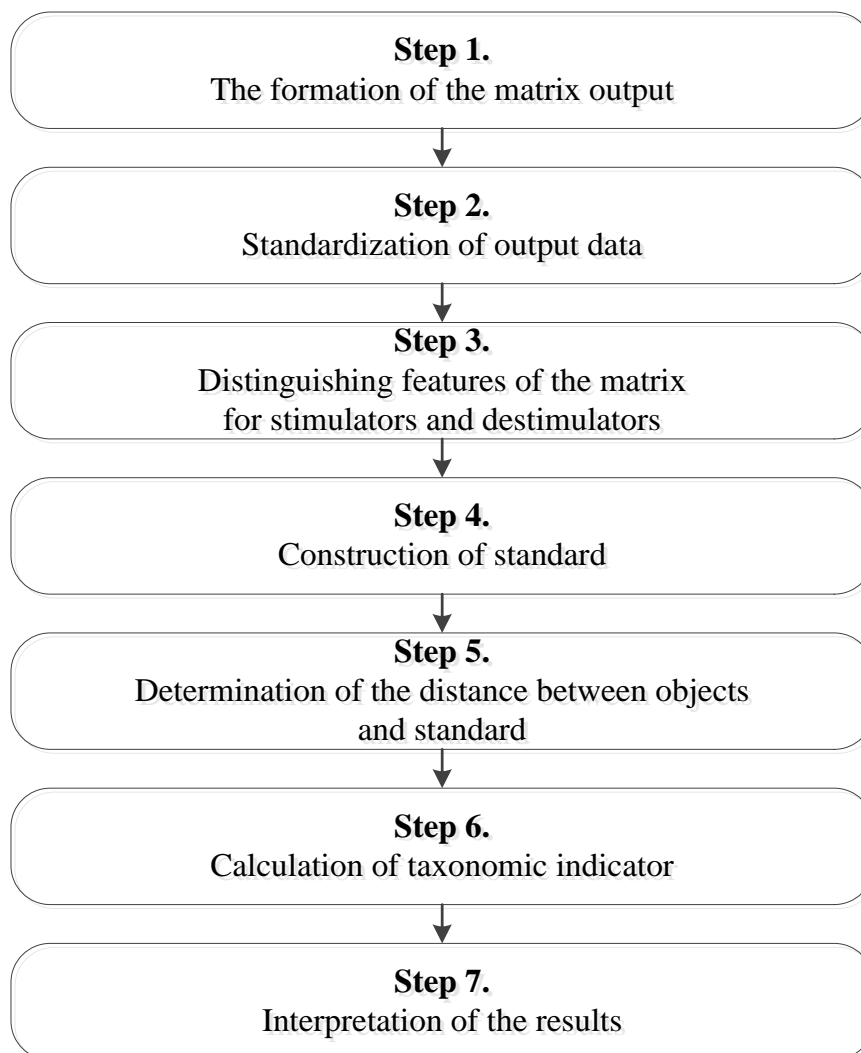 Step 1.
The formation of the matrix output
Step 2.
Standardization of output data
Step 3.
Distinguishing features of the matrix
for stimulators and destimulators
Step 4.
Construction of standard
Step 5.
Determination of the distance between objects
and standard
Step 6.
Calculation of taxonomic indicator
Step 7.
Interpretation of the results